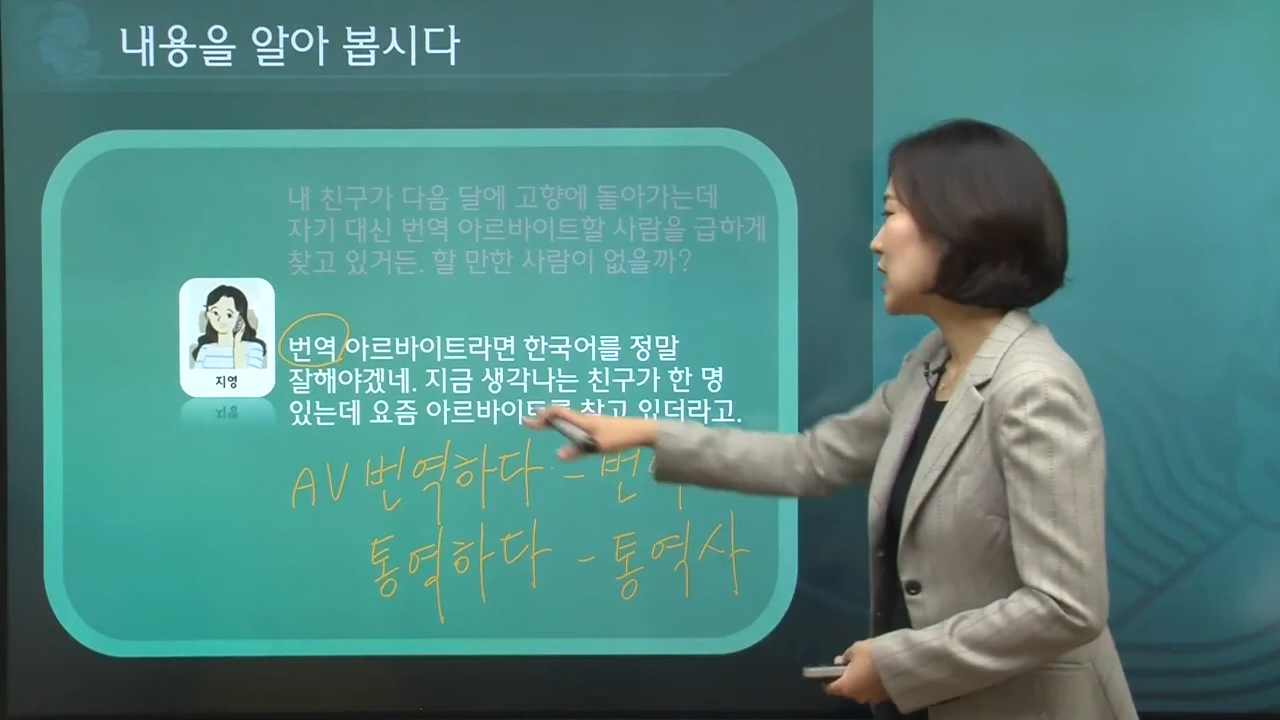 내용을 알아 봅시다
내 친구가 다음 달에 고향에 돌아가는데
자기 대신 번역 아르바이트할 사람을 급하게
찾고 있거든. 할 만한 사람이 없을까?
번역 아르바이트라면 한국어를 정말
잘해야겠네. 지금 생각나는 친구가 한 명
있는데 요즘 아르바이트를 찾고 있더라고.
지영
AV 번역하다 -
통역하다 - 통역사